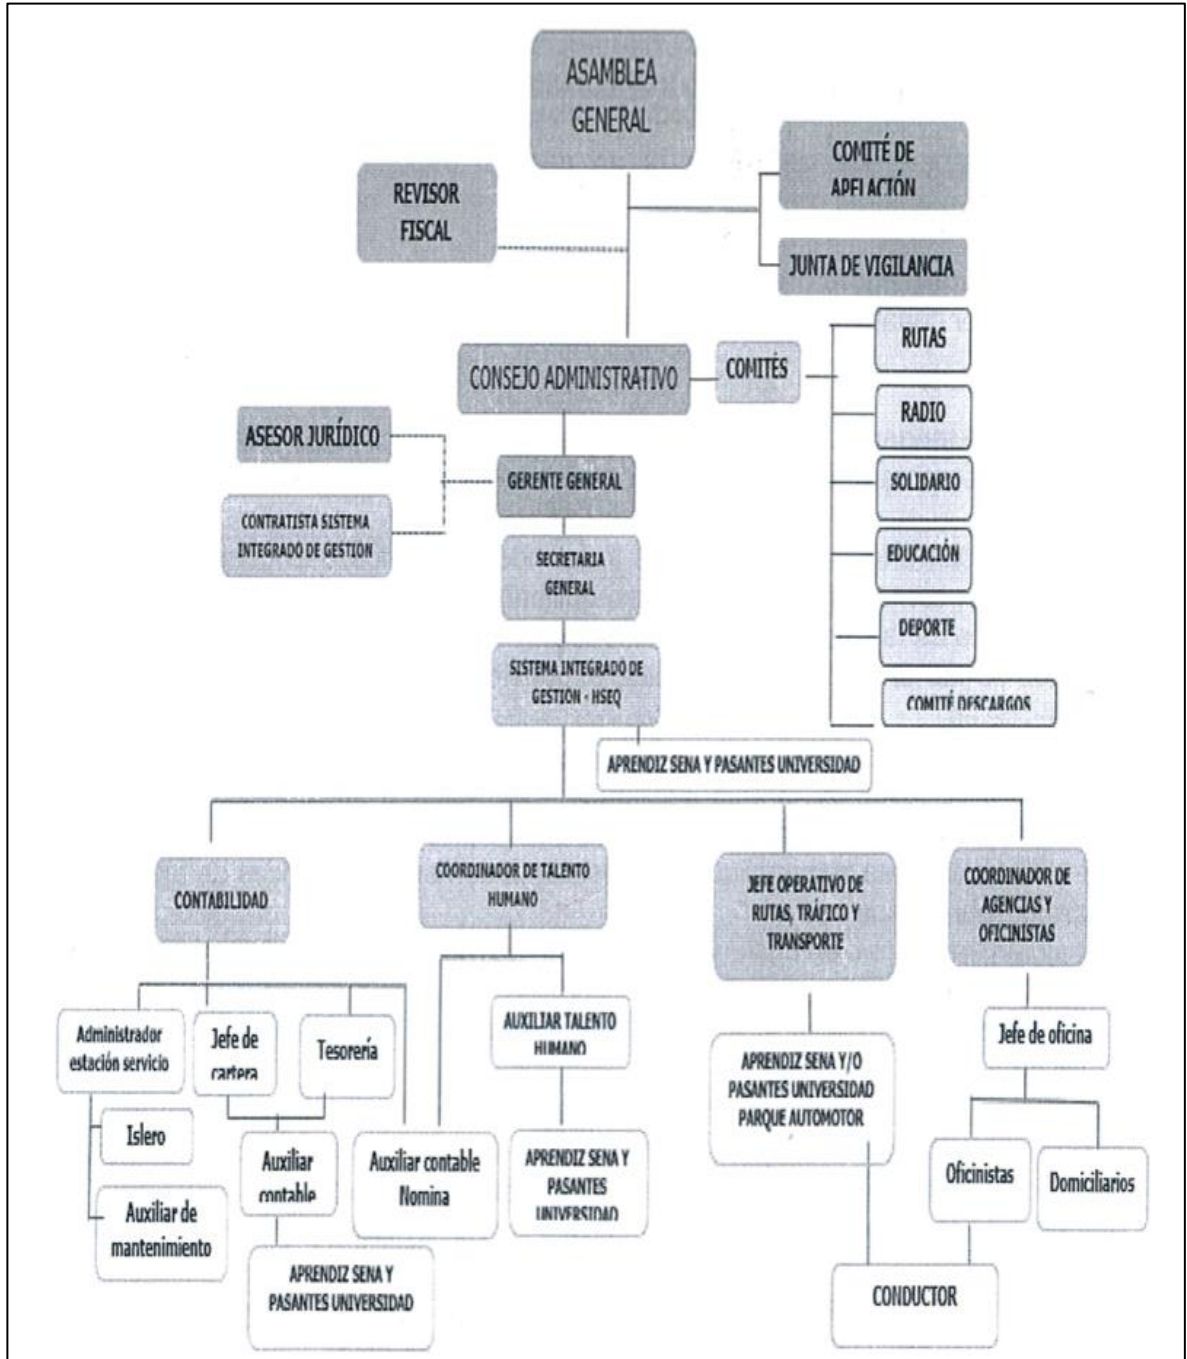 ASAMBLEA
GENERAL
COMITÉ DE
APELACIÓN
REVISOR
FISCAL
JUNTA DE VIGILANCIA
RUTAS
CONSEJO ADMINISTRATIVO
COMITÉS
RADIO
ASESOR JURÍDICO
GERENTE GENERAL
SOLIDARIO
CONTRATISTA SISTEMA
INTEGRADO DE GESTIÓN
SECRETARIA
GENERAL
EDUCACIÓN
DEPORTE
SISTEMA INTEGRADO DE
GESTIÓN - HSEQ
COMITÉ DESCARGOS
APRENDIZ SENA Y PASANTES UNIVERSIDAD
CONTABILIDAD
COORDINADOR DE TALENTO
HUMANO
JEFE OPERATIVO DE
RUTAS, TRÁFICO Y
TRANSPORTE
COORDINADOR DE
AGENCIAS Y
OFICINISTAS
Administrador
estación servicio
Jefe de
cartera
Tesorería
AUXILIAR TALENTO
HUMANO
APRENDIZ SENA Y/O
PASANTES UNIVERSIDAD
PARQUE AUTOMOTOR
Jefe de oficina
Islero
Auxiliar
contable
Auxiliar contable
Nomina
APRENDIZ SENA Y
PASANTES
UNIVERSIDAD
Oficinistas
Domiciliarios
Auxiliar de
mantenimiento
APRENDIZ SENA Y
PASANTES UNIVERSIDAD
CONDUCTOR